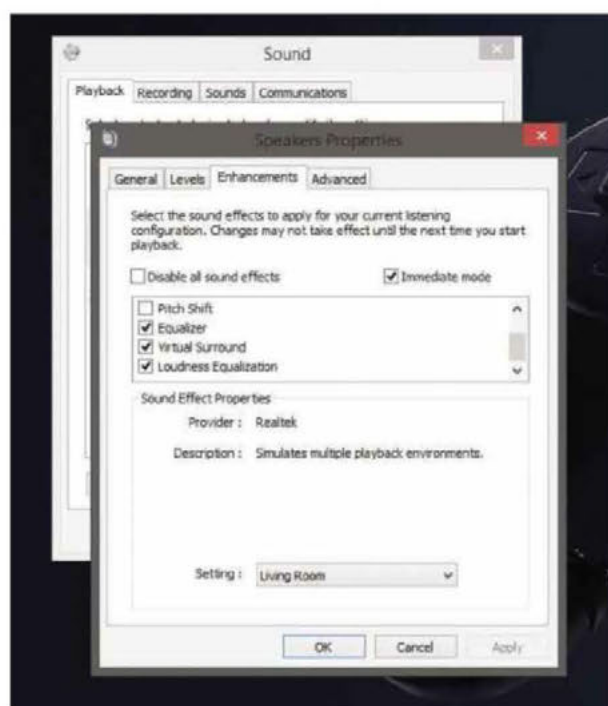 Sound
Playback Recording Sounds Communications
Speakers Properties
General Levels Enhancements Advanced
Select the sound effects to apply for your current listening
configuration. Changes may not take effect until the next time you start
playback.
Disable all sound effects Immediate mode
Pitch Shift
Equalizer
Virtual Surround
Loudness Equalization
Sound Effect Properties
Provider : Realtek
Description : Simulates multiple playback environments.
Setting : Living Room
OK Cancel Apply